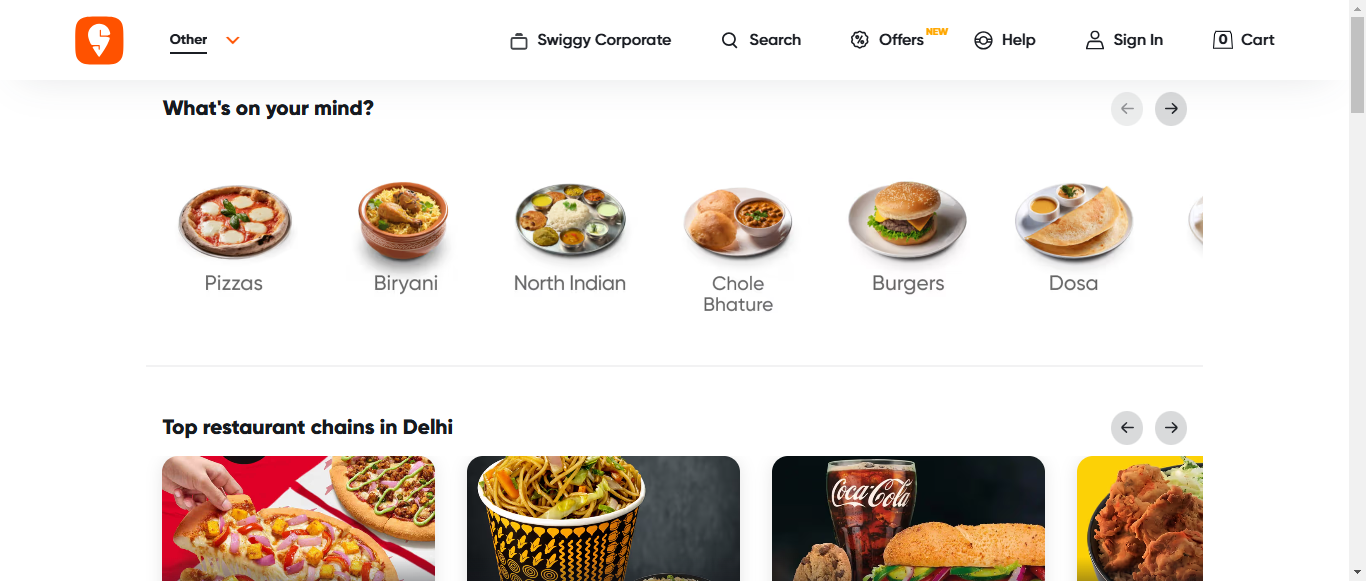 Other
Swiggy Corporate
Search
Offers
NEW
Help
Sign In
0
Cart
What's on your mind?
Pizzas
Biryani
North Indian
Chole
Bhature
Burgers
Dosa
Top restaurant chains in Delhi
Coca-Cola